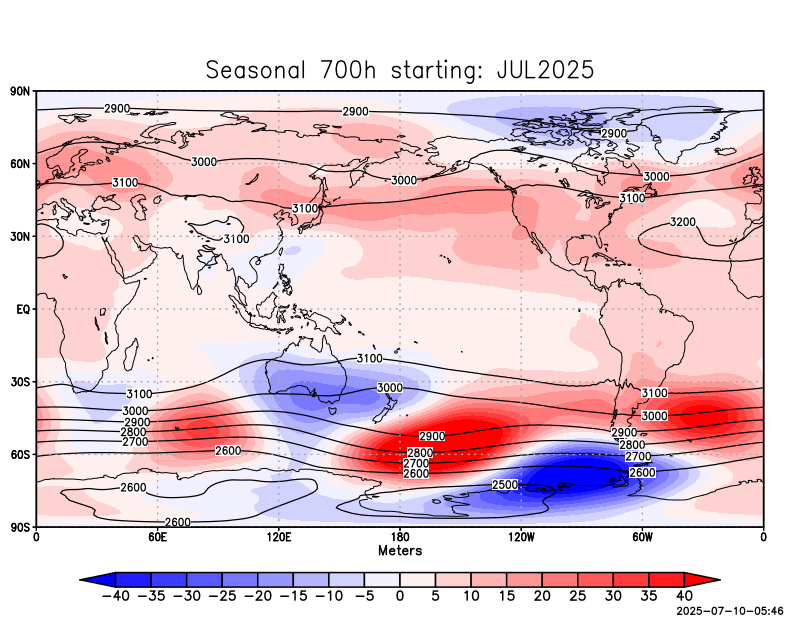 Seasonal 700h starting: JUL2025
90N
2900
2900
2900
60N
3000
3000
3000
3100
3100
3100
3200
30N
3100
EQ
30S
3100
3000
3100
3100
3000
3000
2900
2900
2900
2800
2800
2800
2700
2700
2700
60S
2600
2600
2600
2600
2500
2600
90S
0
60E
120E
180
120W
60W
0
Meters
−40 −35 −30 −25 −20 −15 −10 −5 0 5 10 15 20 25 30 35 40
2025-07-10-05:46